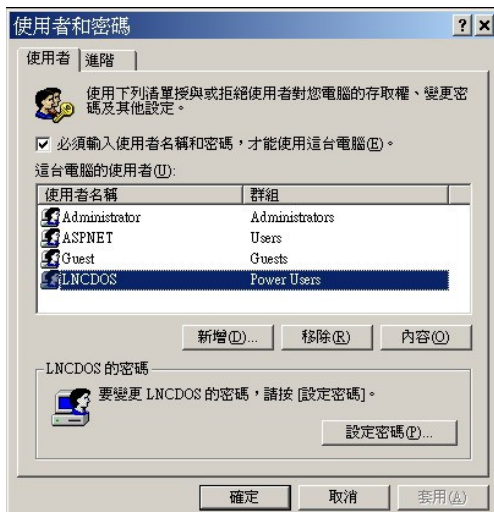 使用者和密碼
使用者 進階
使用下列清單授與或拒絕使用者對您電腦的存取權、變更密
碼及其他設定。
必須輸入使用者名稱和密碼，才能使用這台電腦(E)。
這台電腦的使用者(U):
使用者名稱 群組
Administrator Administrators
ASPNET Users
Guest Guests
LNCDOS Power Users
新增(D)... 移除(R) 內容(O)
LNCDOS 的密碼
要變更 LNCDOS 的密碼，請按 [設定密碼]。
設定密碼(P)...
確定 取消 套用(A)